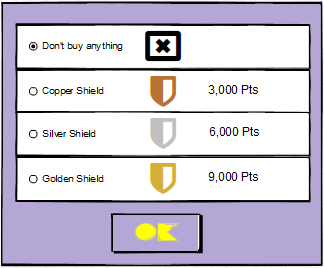 Don't buy anything
Copper Shield 3,000 Pts
Silver Shield 6,000 Pts
Golden Shield 9,000 Pts
OK